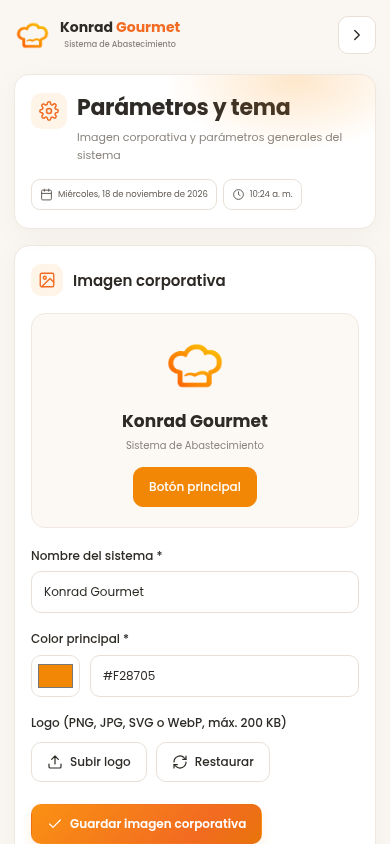 Konrad Gourmet
Sistema de Abastecimiento
Parámetros y tema
Imagen corporativa y parámetros generales del
sistema
Miércoles, 18 de noviembre de 2026
10:24 a. m.
Imagen corporativa
Konrad Gourmet
Sistema de Abastecimiento
Botón principal
Nombre del sistema *
Konrad Gourmet
Color principal *
#F28705
Logo (PNG, JPG, SVG o WebP, máx. 200 KB)
Subir logo
Restaurar
Guardar imagen corporativa